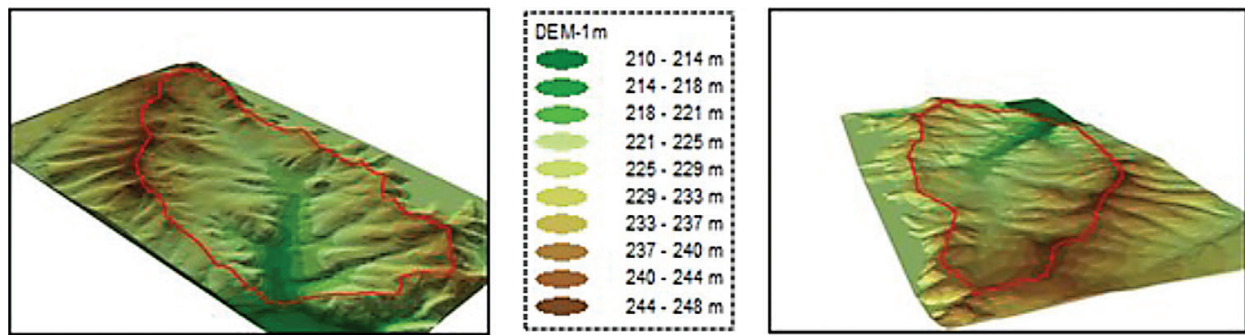 DEM-1m
210 - 214 m
214 - 218 m
218 - 221 m
221 - 225 m
225 - 229 m
229 - 233 m
233 - 237 m
237 - 240 m
240 - 244 m
244 - 248 m